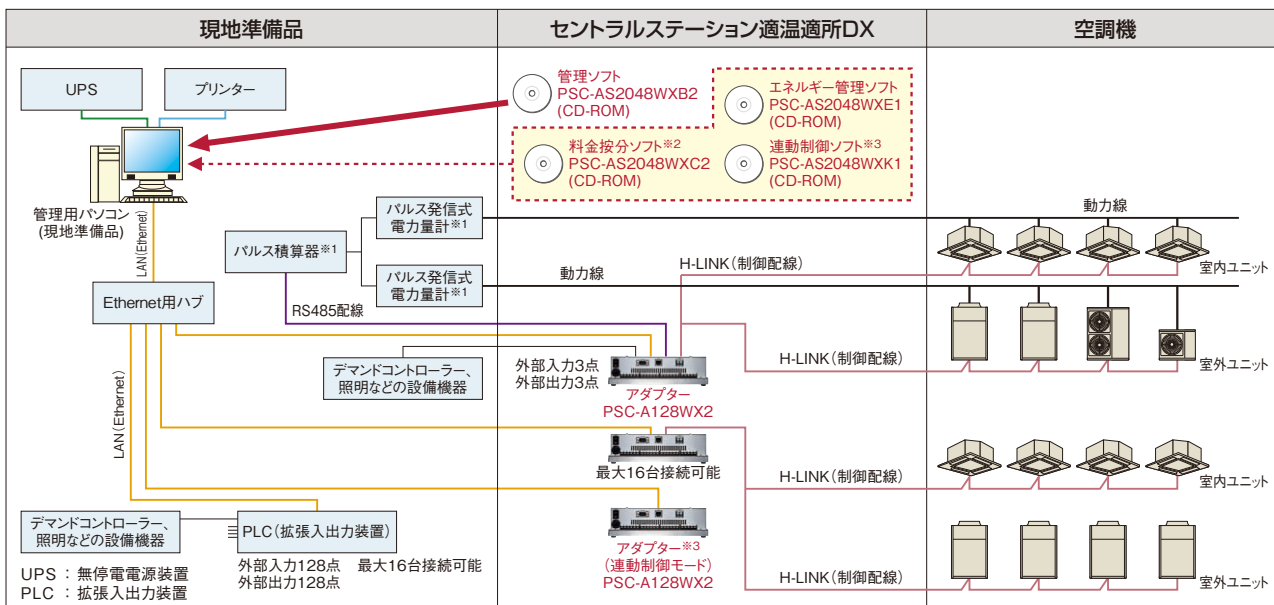 現地準備品
セントラルステーション適温適所DX
空調機
UPS
プリンター
管理ソフト
PSC-AS2048WXB2
(CD-ROM)
エネルギー管理ソフト
PSC-AS2048WXE1
(CD-ROM)
料金按分ソフト※2
PSC-AS2048WXC2
(CD-ROM)
連動制御ソフト※3
PSC-AS2048WXK1
(CD-ROM)
管理用パソコン
(現地準備品)
LAN(Ethernet)
パルス積算器※1
パルス発信式
電力量計※1
パルス発信式
電力量計※1
動力線
動力線
H-LINK(制御配線)
室内ユニット
Ethernet用ハブ
RS485配線
H-LINK(制御配線)
室外ユニット
デマンドコントローラー、
照明などの設備機器
外部入力3点
外部出力3点
アダプター
PSC-A128WX2
LAN(Ethernet)
最大16台接続可能
H-LINK(制御配線)
室内ユニット
デマンドコントローラー、
照明などの設備機器
PLC(拡張入出力装置)
外部入力128点 最大16台接続可能
外部出力128点
アダプター※3
(連動制御モード)
PSC-A128WX2
H-LINK(制御配線)
室外ユニット
UPS : 無停電電源装置
PLC : 拡張入出力装置